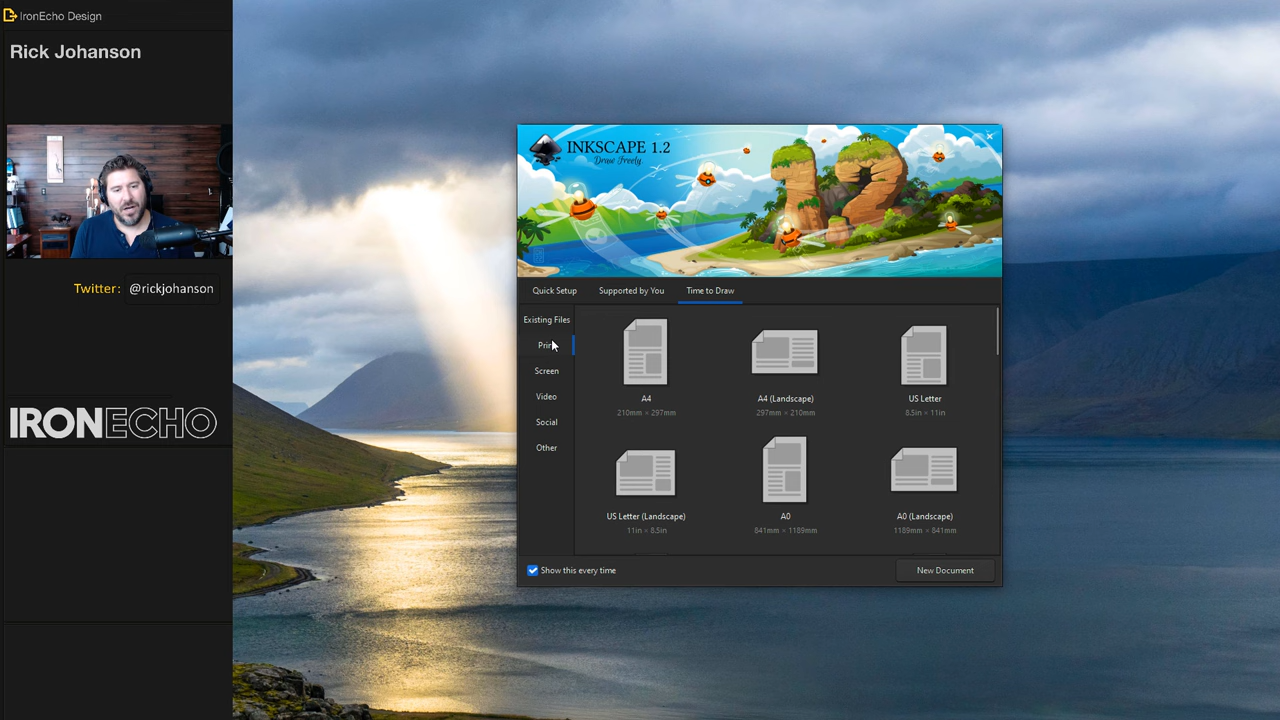 IronEcho Design
Rick Johanson
Twitter: @rickjohanson
IRONECHO
INKSCAPE 1.2
Draw Freely.
Quick Setup
Supported by You
Time to Draw
Existing Files
Print
Screen
Video
Social
Other
A4
210mm × 297mm
A4 (Landscape)
297mm × 210mm
US Letter
8.5in × 11in
US Letter (Landscape)
11in × 8.5in
A0
841mm × 1189mm
A0 (Landscape)
1189mm × 841mm
Show this every time
New Document